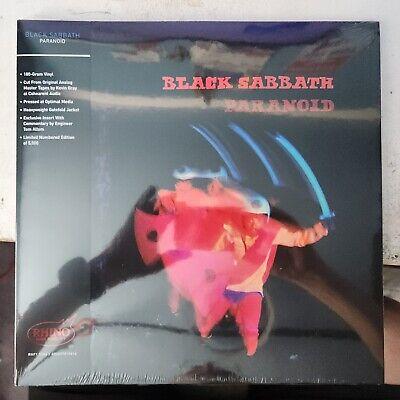 BLACK SABBATH
PARANOID
• 180-Gram Vinyl
• Cut From Original Analog
Master Tapes by Kevin Gray
at Cohearent Audio
• Pressed at Optimal Media
• Heavyweight Gatefold Jacket
• Exclusive Insert With
Commentary by Engineer
Tom Allom
• Limited Numbered Edition
of 5,000
BLACK SABBATH
PARANOID
RHINO